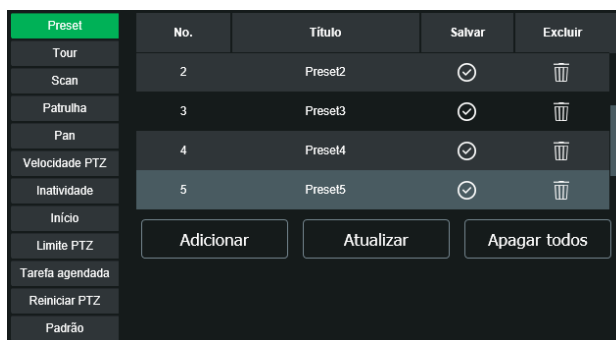 Preset
Tour
Scan
Patrulha
Pan
Velocidade PTZ
Inatividade
Início
Limite PTZ
Tarefa agendada
Reiniciar PTZ
Padrão
No. Título Salvar Excluir
2 Preset2
3 Preset3
4 Preset4
5 Preset5
Adicionar Atualizar Apagar todos